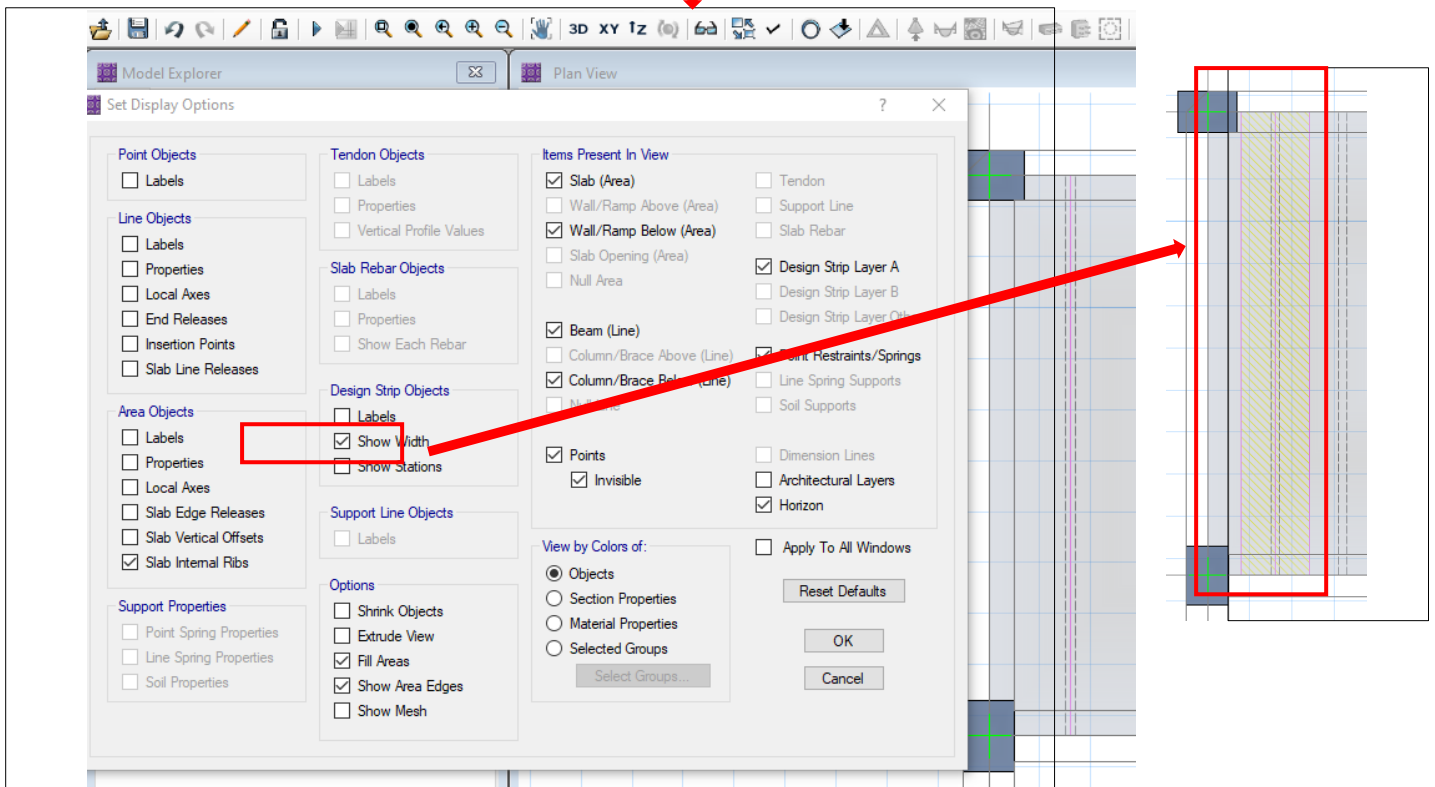 3D XY ↑Z
Model Explorer
Plan View
Set Display Options ?
Point Objects
Labels
Line Objects
Labels
Properties
Local Axes
End Releases
Insertion Points
Slab Line Releases
Area Objects
Labels
Properties
Local Axes
Slab Edge Releases
Slab Vertical Offsets
Slab Internal Ribs
Support Properties
Point Spring Properties
Line Spring Properties
Soil Properties
Tendon Objects
Labels
Properties
Vertical Profile Values
Slab Rebar Objects
Labels
Properties
Show Each Rebar
Design Strip Objects
Labels
Show Width
Show Stations
Support Line Objects
Labels
Options
Shrink Objects
Extrude View
Fill Areas
Show Area Edges
Show Mesh
Items Present In View
Slab (Area)
Wall/Ramp Above (Area)
Wall/Ramp Below (Area)
Slab Opening (Area)
Null Area
Beam (Line)
Column/Brace Above (Line)
Column/Brace Below (Line)
Null Line
Points
Invisible
Tendon
Support Line
Slab Rebar
Design Strip Layer A
Design Strip Layer B
Design Strip Layer
Point Restraints/Springs
Line Spring Supports
Soil Supports
Dimension Lines
Architectural Layers
Horizon
View by Colors of:
Objects
Section Properties
Material Properties
Selected Groups
Select Groups...
Apply To All Windows
Reset Defaults
OK
Cancel